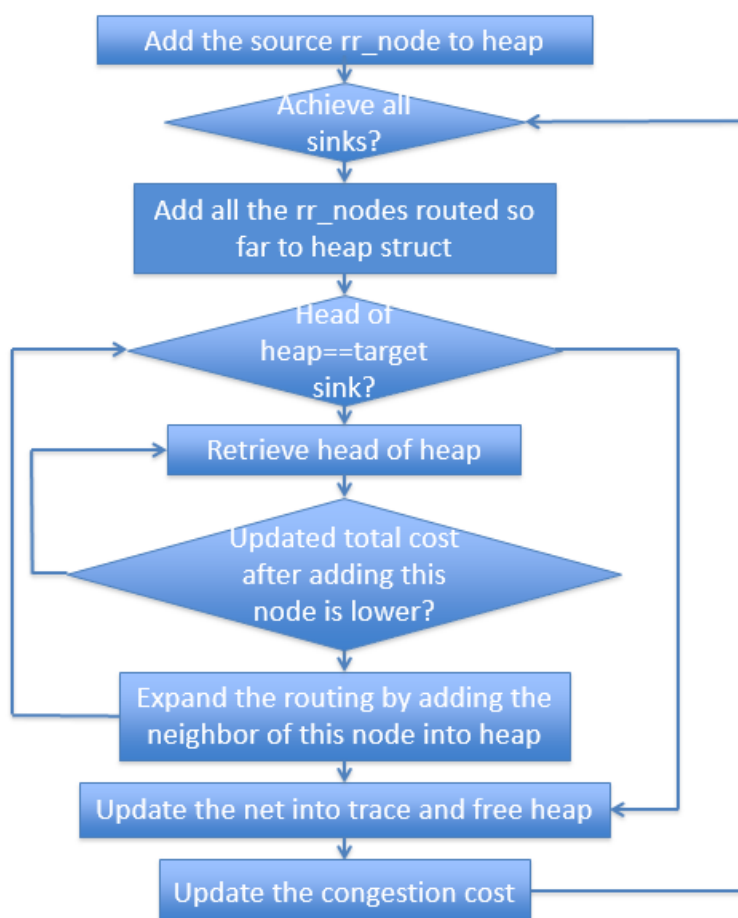 Add the source rr_node to heap
Achieve all
sinks?
Add all the rr_nodes routed so
far to heap struct
Head of
heap==target
sink?
Retrieve head of heap
Updated total cost
after adding this
node is lower?
Expand the routing by adding the
neighbor of this node into heap
Update the net into trace and free heap
Update the congestion cost